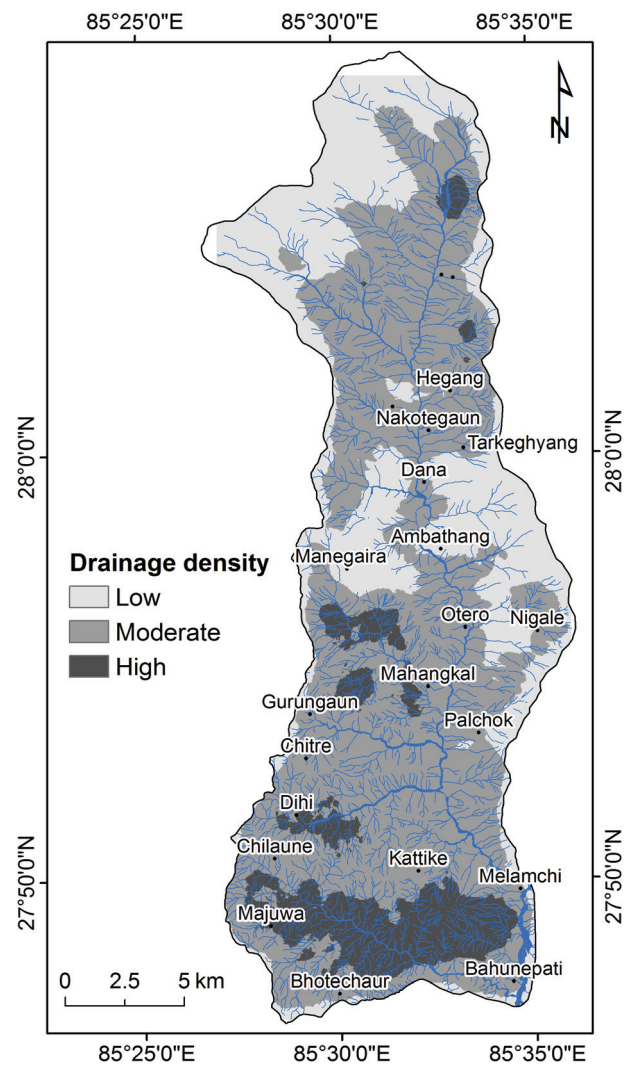 85°25'0"E 85°30'0"E 85°35'0"E
N
Hegang
Nakotegaun
Tarkeghyang
28°0'0"N 28°0'0"N
Dana
Ambathang
Manegaira
Drainage density
Low
Moderate
High
Otero
Nigale
Mahangkal
Gurungaun
Palchok
Chitre
Dihi
Chilaune
Kattike
Melamchi
27°50'0"N 27°50'0"N
Majuwa
0 2.5 5 km
Bahunepati
Bhotechaur
85°25'0"E 85°30'0"E 85°35'0"E